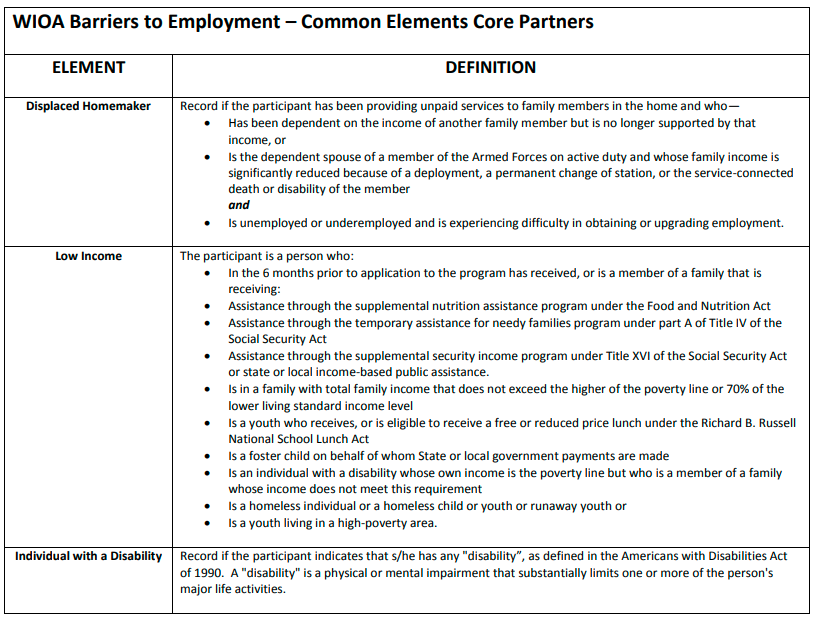 WIOA Barriers to Employment – Common Elements Core Partners
ELEMENT
DEFINITION
Displaced Homemaker
Record if the participant has been providing unpaid services to family members in the home and who—
• Has been dependent on the income of another family member but is no longer supported by that
income, or
• Is the dependent spouse of a member of the Armed Forces on active duty and whose family income is
significantly reduced because of a deployment, a permanent change of station, or the service-connected
death or disability of the member
and
• Is unemployed or underemployed and is experiencing difficulty in obtaining or upgrading employment.
Low Income
The participant is a person who:
• In the 6 months prior to application to the program has received, or is a member of a family that is
receiving:
• Assistance through the supplemental nutrition assistance program under the Food and Nutrition Act
• Assistance through the temporary assistance for needy families program under part A of Title IV of the
Social Security Act
• Assistance through the supplemental security income program under Title XVI of the Social Security Act
or state or local income-based public assistance.
• Is in a family with total family income that does not exceed the higher of the poverty line or 70% of the
lower living standard income level
• Is a youth who receives, or is eligible to receive a free or reduced price lunch under the Richard B. Russell
National School Lunch Act
• Is a foster child on behalf of whom State or local government payments are made
• Is an individual with a disability whose own income is the poverty line but who is a member of a family
whose income does not meet this requirement
• Is a homeless individual or a homeless child or youth or runaway youth or
• Is a youth living in a high-poverty area.
Individual with a Disability
Record if the participant indicates that s/he has any "disability”, as defined in the Americans with Disabilities Act
of 1990. A "disability" is a physical or mental impairment that substantially limits one or more of the person's
major life activities.